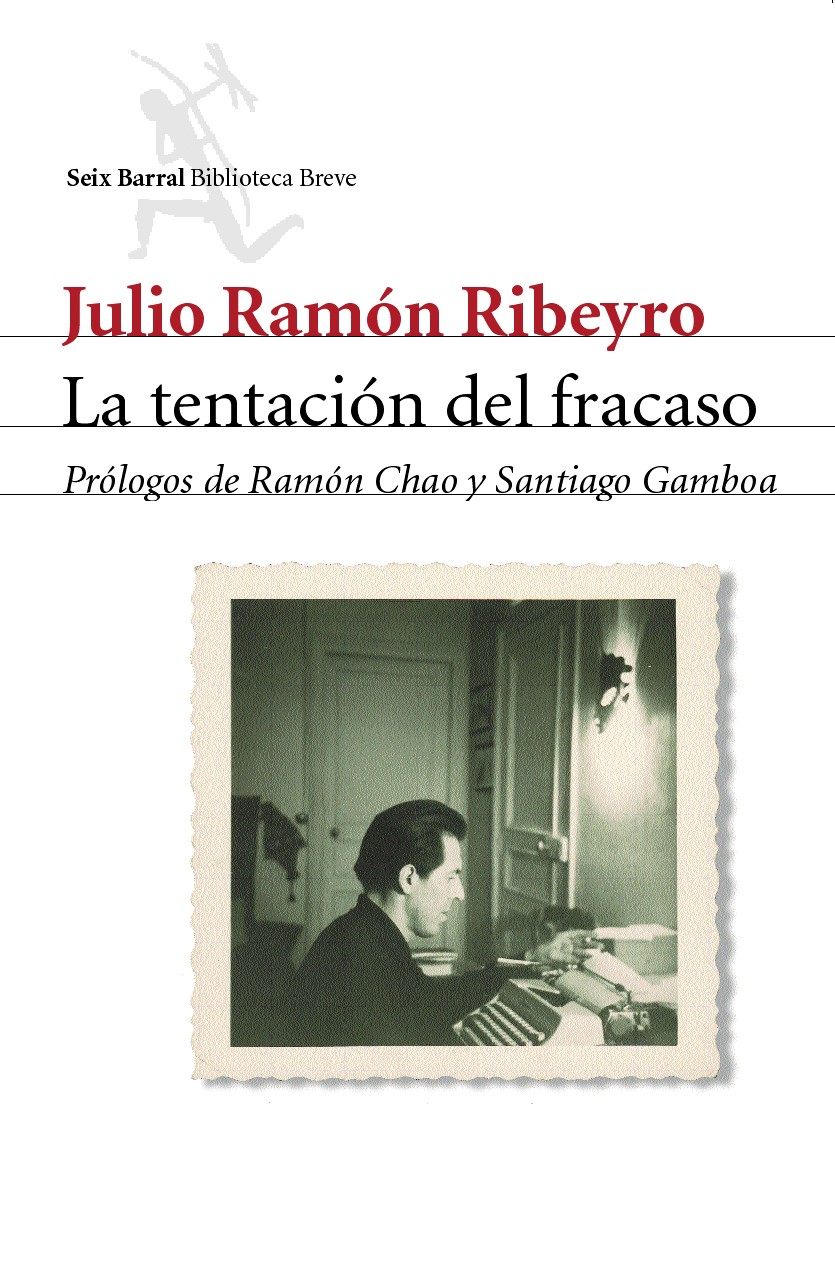 Seix Barral Biblioteca Breve
Julio Ramón Ribeyro
La tentación del fracaso
Prólogos de Ramón Chao y Santiago Gamboa